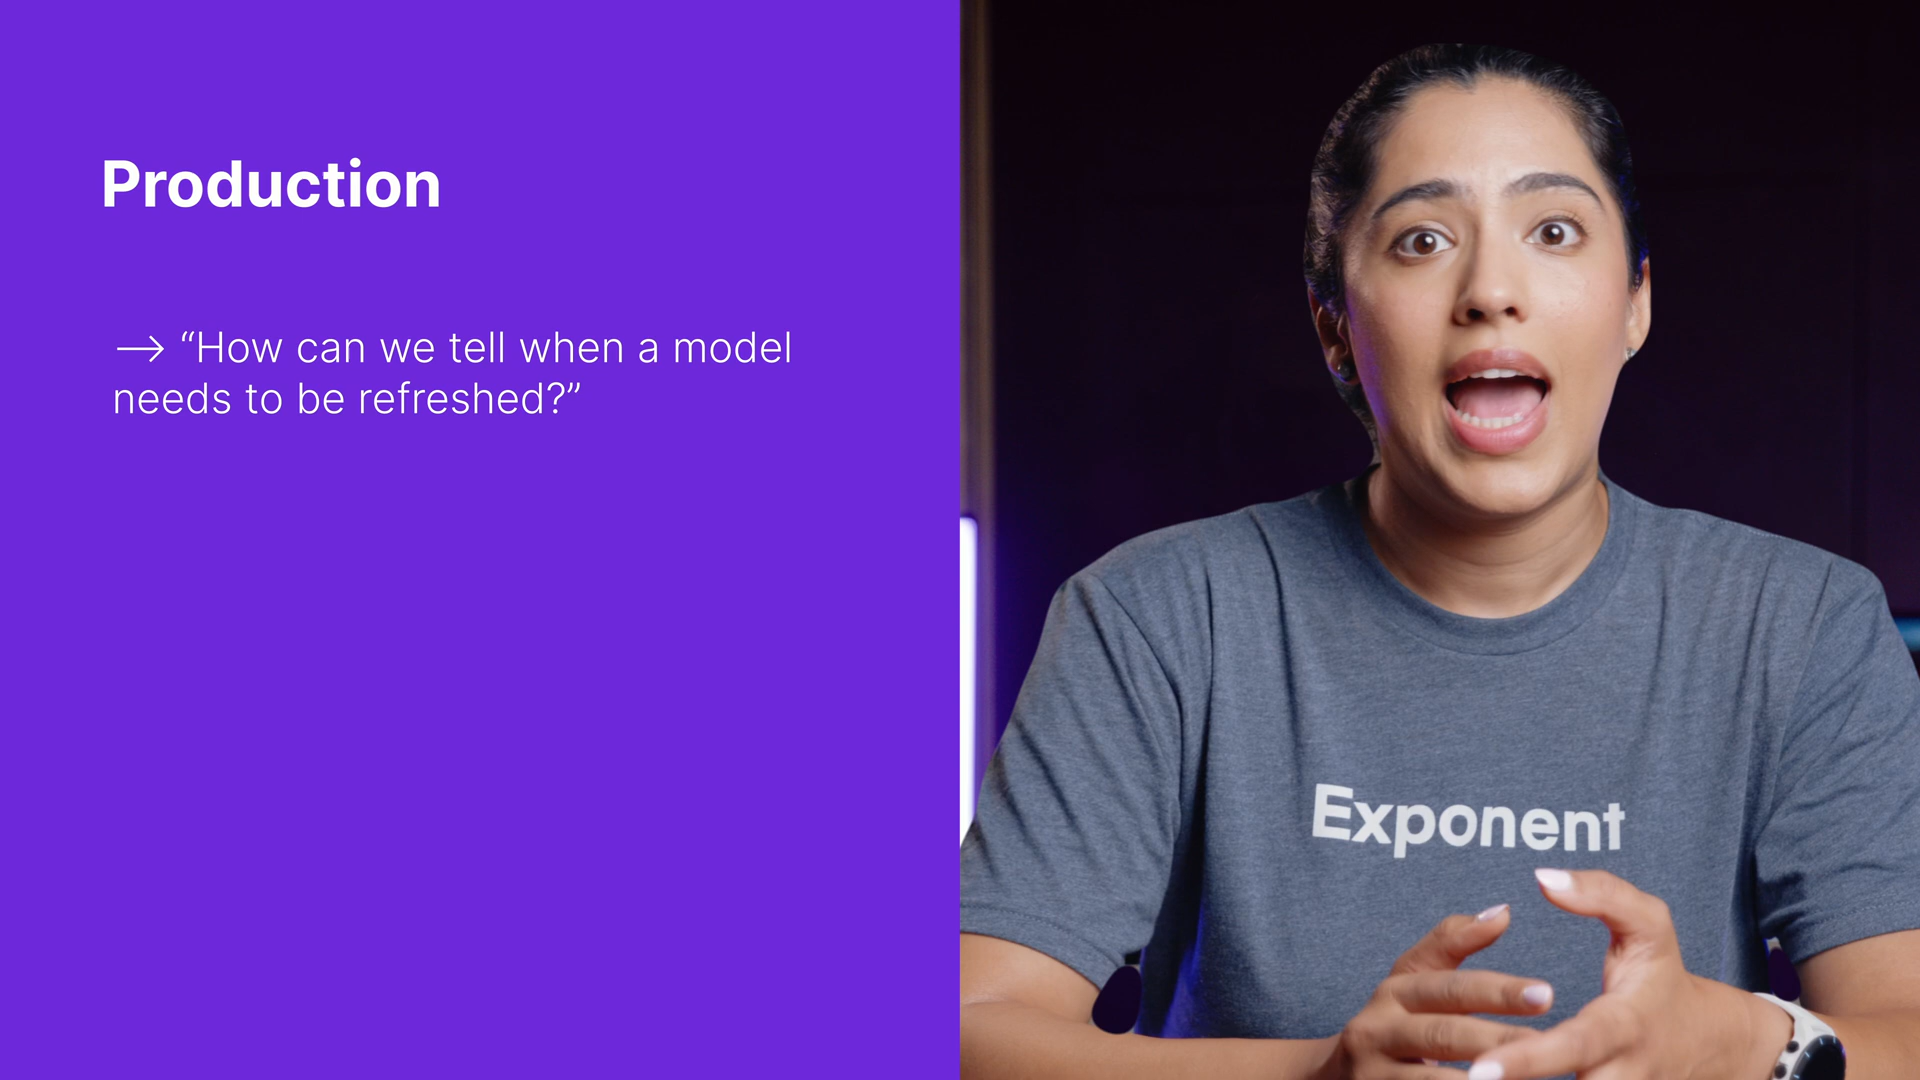 Production
→ “How can we tell when a model
needs to be refreshed?”
Exponent